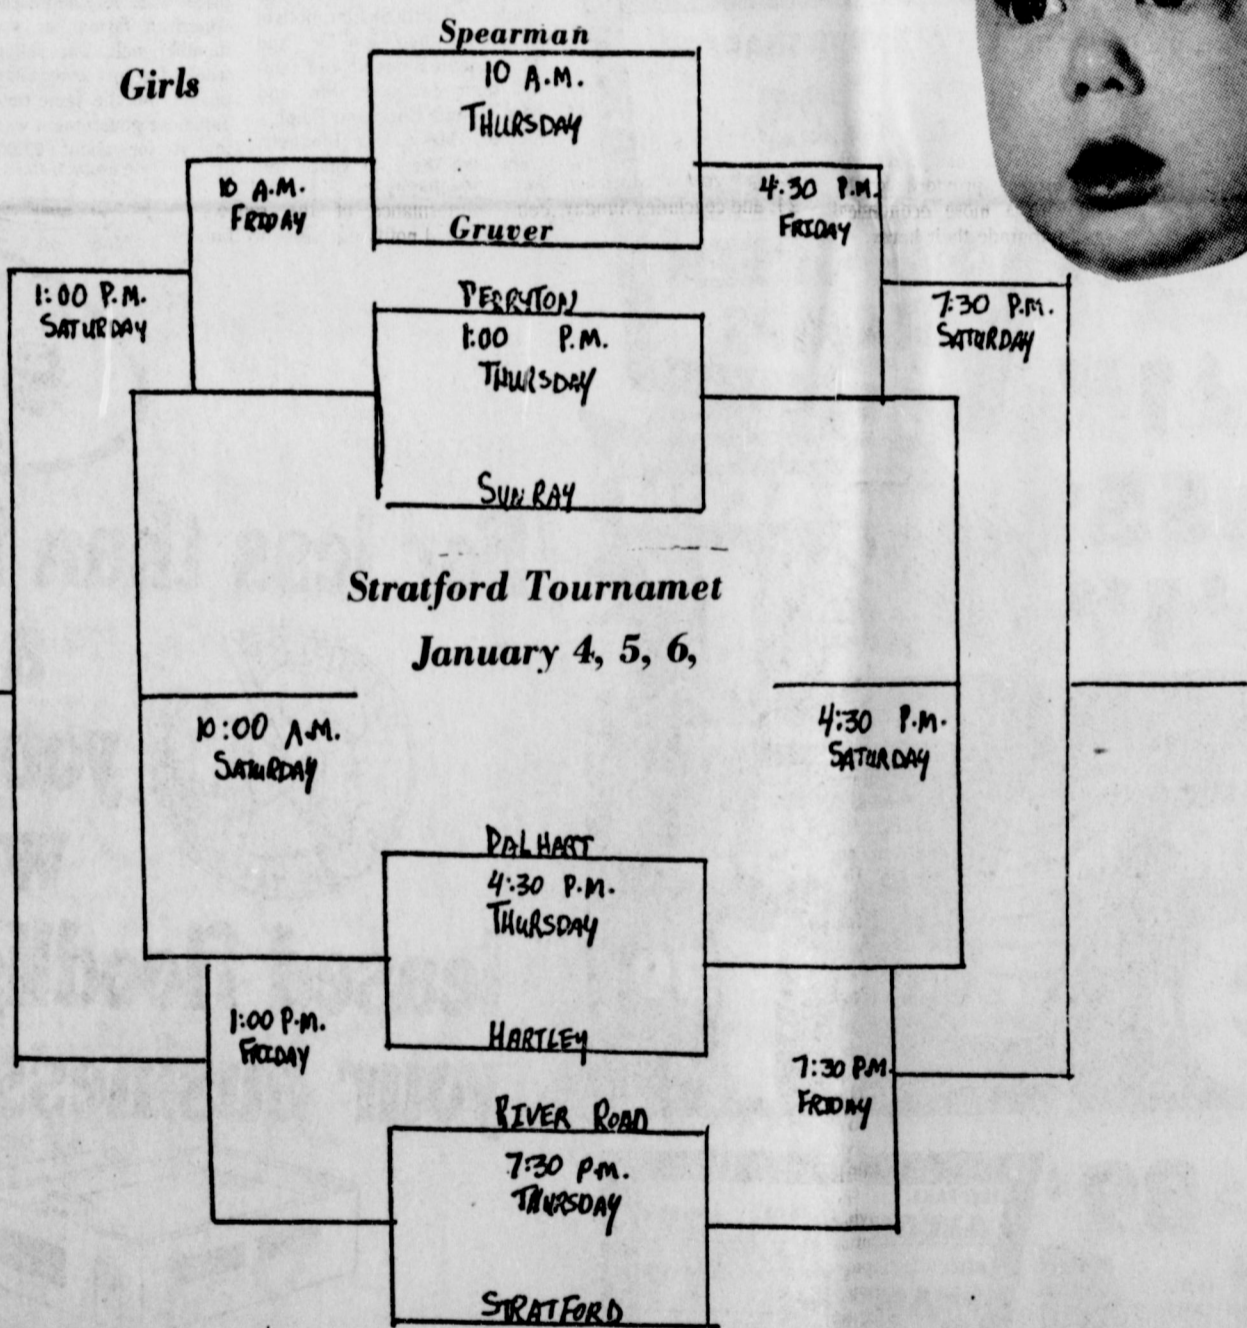 Girls
Spearman
10 A.M.
THURSDAY
Gruver
10 A.M.
FRIDAY
4:30 P.M.
FRIDAY
1:00 P.M.
SATURDAY
7:30 P.M.
SATURDAY
PERRYTON
1:00 P.M.
THURSDAY
SUNRAY
Stratford Tournamet
January 4, 5, 6,
10:00 A.M.
SATURDAY
4:30 P.M.
SATURDAY
DALHART
4:30 P.M.
THURSDAY
HARTLEY
1:00 P.M.
FRIDAY
7:30 P.M.
FRIDAY
RIVER ROAD
7:30 P.M.
THURSDAY
STRATFORD